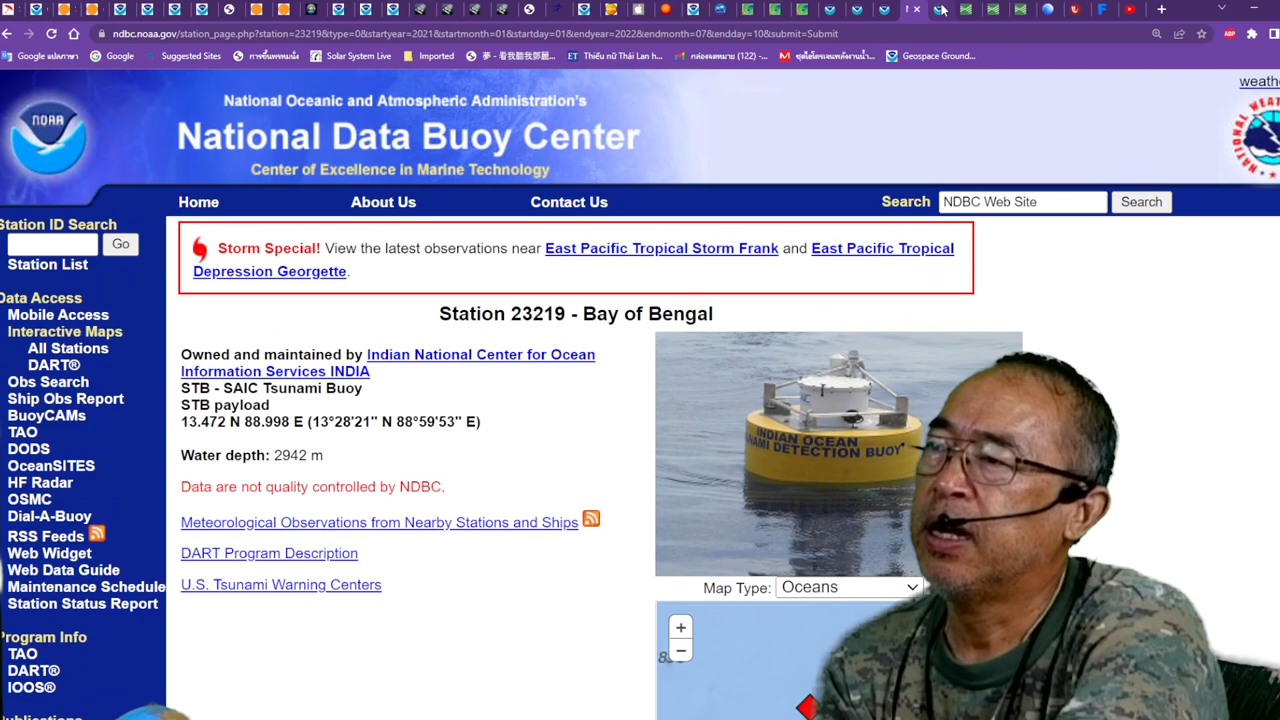 ndbc.noaa.gov/station_page.php?station=23219&type=0&startyear=2021&startmonth=01&startday=01&endyear=2022&endmonth=07&endday=10&submit=Submit
Google แปลภาษา Google Suggested Sites Solar System Live Imported Thiếu nữ Thái Lan h... Geospace Ground...
weathe
NOAA
National Oceanic and Atmospheric Administration's
National Data Buoy Center
Center of Excellence in Marine Technology
Home About Us Contact Us Search NDBC Web Site Search
Station ID Search
Go
Station List
Data Access
Mobile Access
Interactive Maps
All Stations
DART®
Obs Search
Ship Obs Report
BuoyCAMs
TAO
DODS
OceanSITES
HF Radar
OSMC
Dial-A-Buoy
RSS Feeds
Web Widget
Web Data Guide
Maintenance Schedule
Station Status Report
Program Info
TAO
DART®
IOOS®
Publications
Storm Special! View the latest observations near East Pacific Tropical Storm Frank and East Pacific Tropical
Depression Georgette.
Station 23219 - Bay of Bengal
Owned and maintained by Indian National Center for Ocean
Information Services INDIA
STB - SAIC Tsunami Buoy
STB payload
13.472 N 88.998 E (13°28'21" N 88°59'53" E)
Water depth: 2942 m
Data are not quality controlled by NDBC.
Meteorological Observations from Nearby Stations and Ships
DART Program Description
U.S. Tsunami Warning Centers
INDIAN OCEAN
NAMI DETECTION BUOY
Map Type: Oceans
+
−